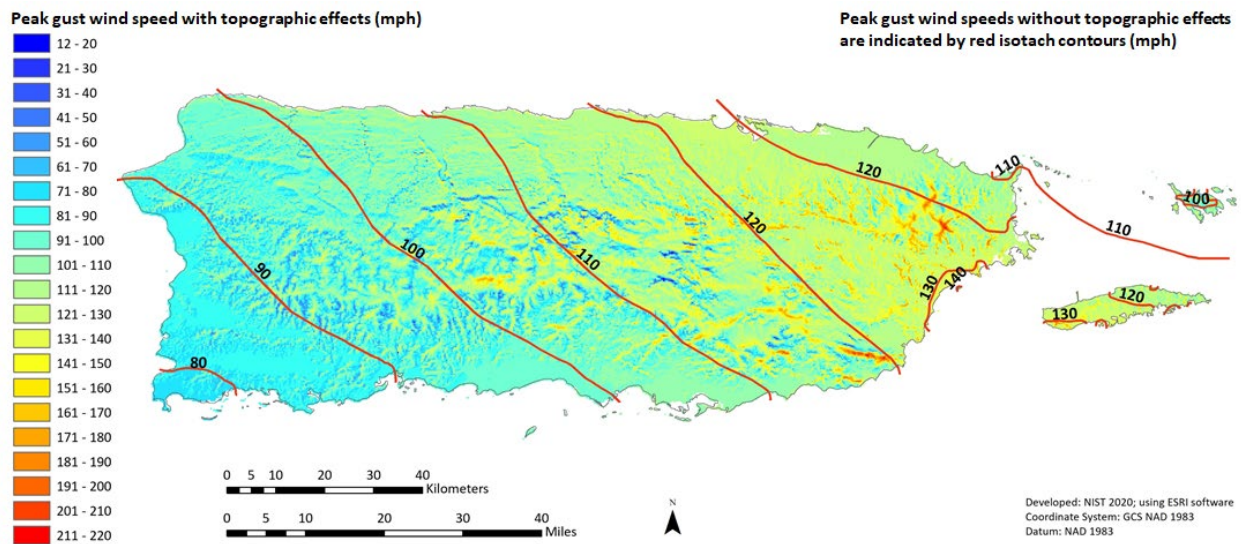 Peak gust wind speed with topographic effects (mph)
Peak gust wind speeds without topographic effects
are indicated by red isotach contours (mph)
12 - 20
21 - 30
31 - 40
41 - 50
51 - 60
61 - 70
71 - 80
81 - 90
91 - 100
101 - 110
111 - 120
121 - 130
131 - 140
141 - 150
151 - 160
161 - 170
171 - 180
181 - 190
191 - 200
201 - 210
211 - 220
110
120
100
120
110
100
110
90
130
140
120
130
80
0 5 10 20 30 40
Kilometers
0 5 10 20 30 40
Miles
N
Developed: NIST 2020; using ESRI software
Coordinate System: GCS NAD 1983
Datum: NAD 1983